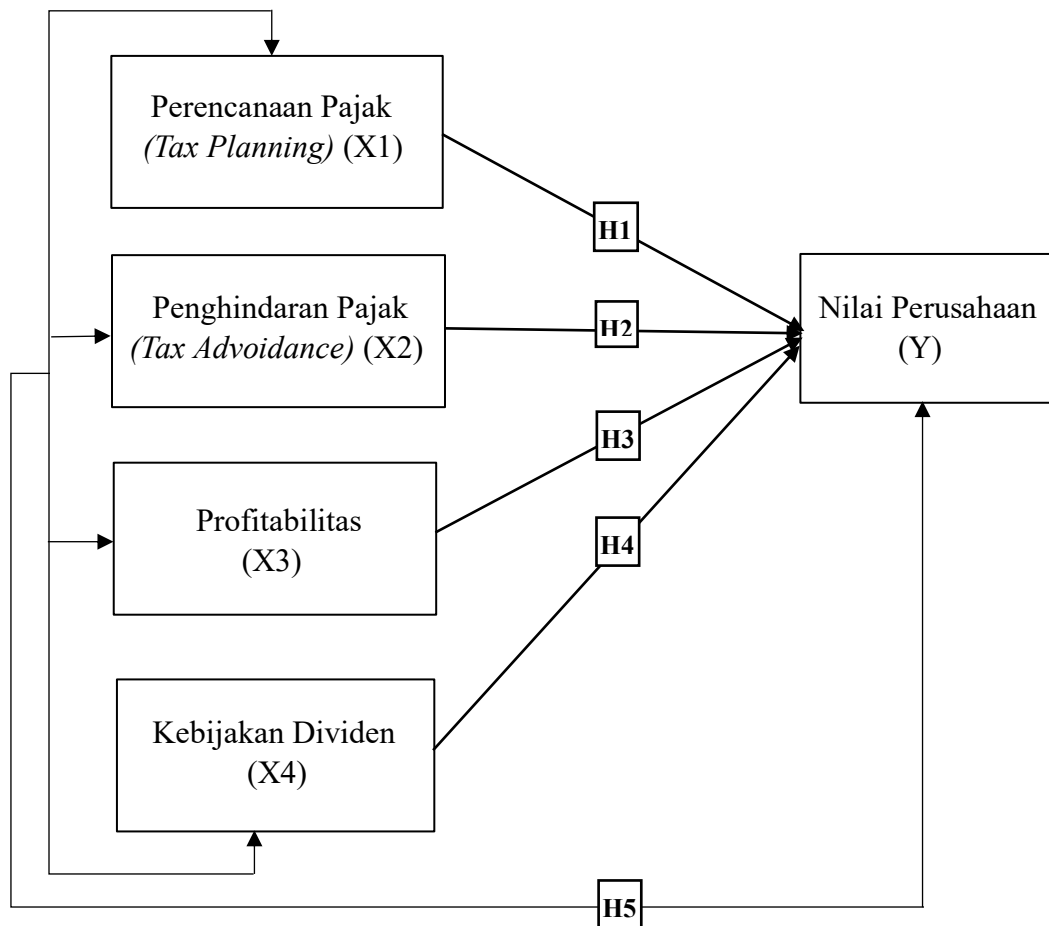 Perencanaan Pajak
(Tax Planning) (X1)
H1
Penghindaran Pajak
(Tax Advoidance) (X2)
H2
Nilai Perusahaan
(Y)
H3
Profitabilitas
(X3)
H4
Kebijakan Dividen
(X4)
H5